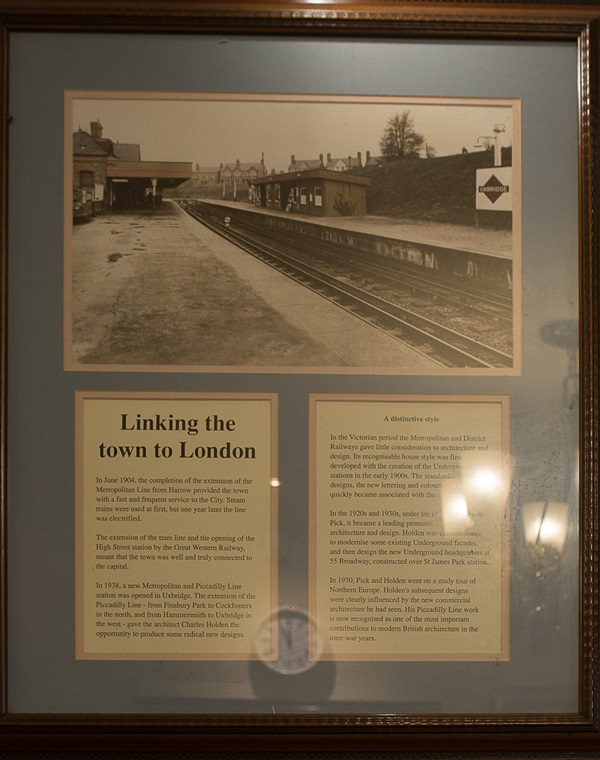 UXBRIDGE
Linking the
town to London
In June 1904, the completion of the extension of the
Metropolitan Line from Harrow provided the town
with a fast and frequent service to the City. Steam
trains were used at first, but one year later the line
was electrified.
The extension of the tram line and the opening of the
High Street station by the Great Western Railway,
meant that the town was well and truly connected to
the capital.
In 1938, a new Metropolitan and Piccadilly Line
station was opened in Uxbridge. The extension of the
Piccadilly Line - from Finsbury Park to Cockfosters
in the north, and from Hammersmith to Uxbridge in
the west - gave the architect Charles Holden the
opportunity to produce some radical new designs.
A distinctive style
In the Victorian period the Metropolitan and District
Railways gave little consideration to architecture and
design. Its recognisable house style was first
developed with the creation of the Underground
stations in the early 1900s. The
designs, the new lettering and
quickly became associated with the
In the 1920s and 1930s, under the
Pick, it became a leading
architecture and design. Holden was
to modernise some existing Underground facades,
and then design the new Underground headquarters at
55 Broadway, constructed over St James Park station.
In 1930, Pick and Holden went on a study tour of
Northern Europe. Holden's subsequent designs
were clearly influenced by the new commercial
architecture he had seen. His Piccadilly Line work
is now recognised as one of the most important
contributions to modern British architecture in the
inter-war years.